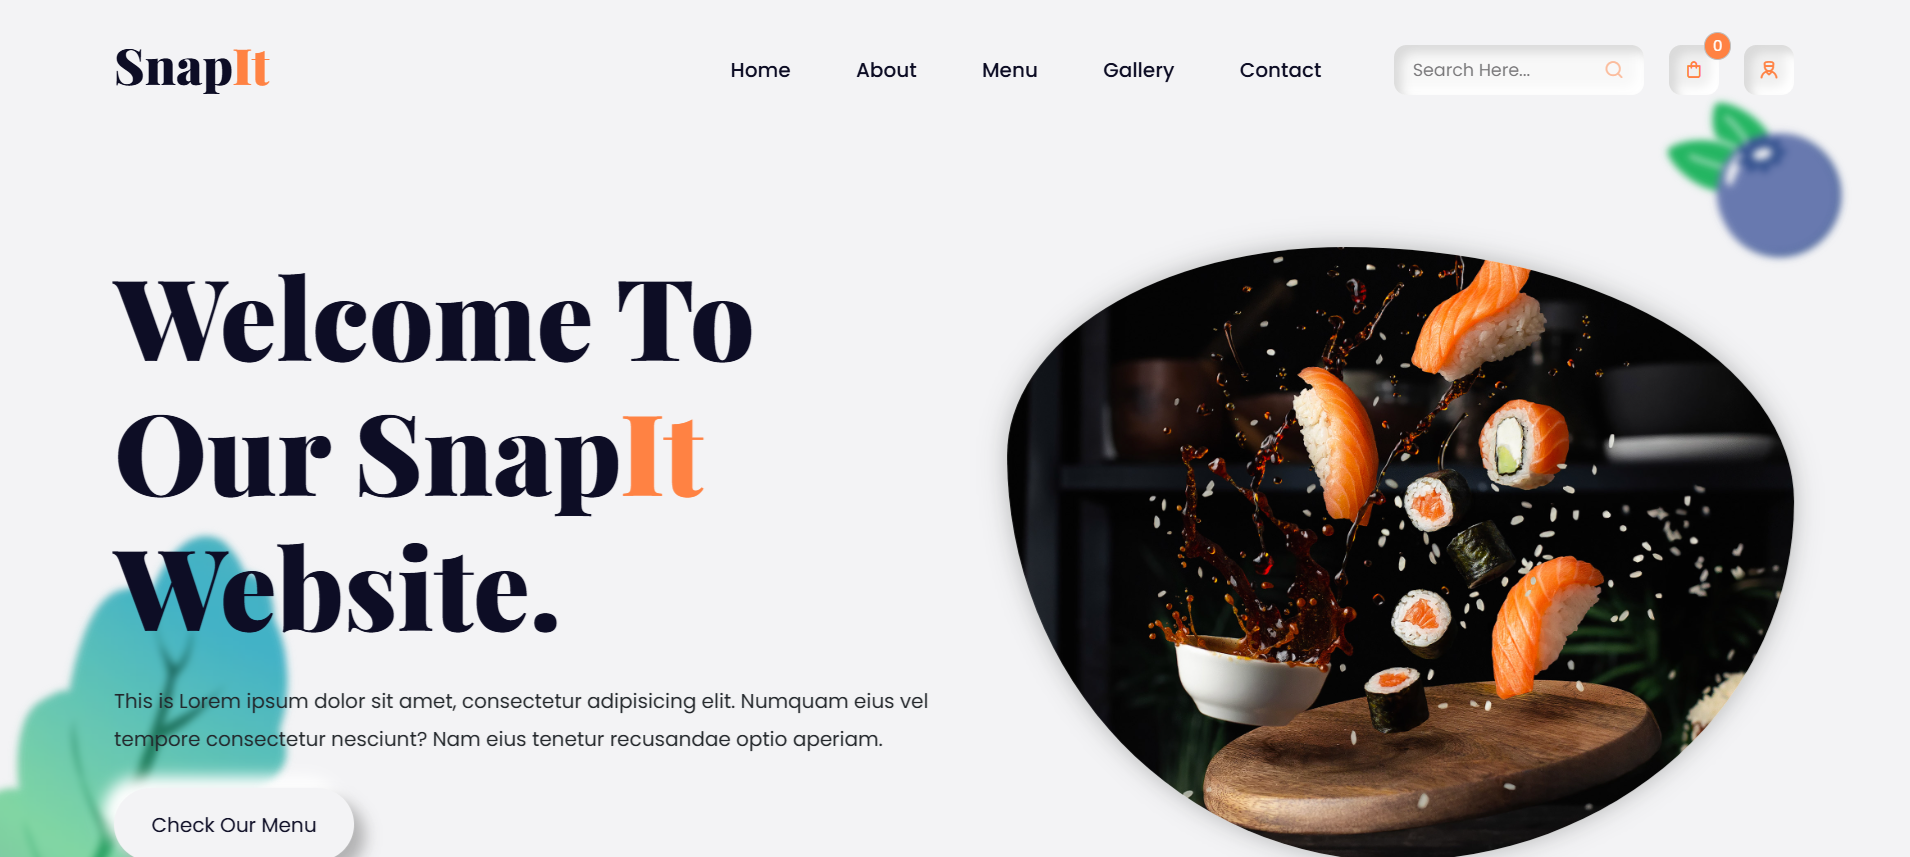 SnapIt
Home About Menu Gallery Contact Search Here... 0
Welcome To
Our SnapIt
Website.
This is Lorem ipsum dolor sit amet, consectetur adipisicing elit. Numquam eius vel
tempore consectetur nesciunt? Nam eius tenetur recusandae optio aperiam.
Check Our Menu